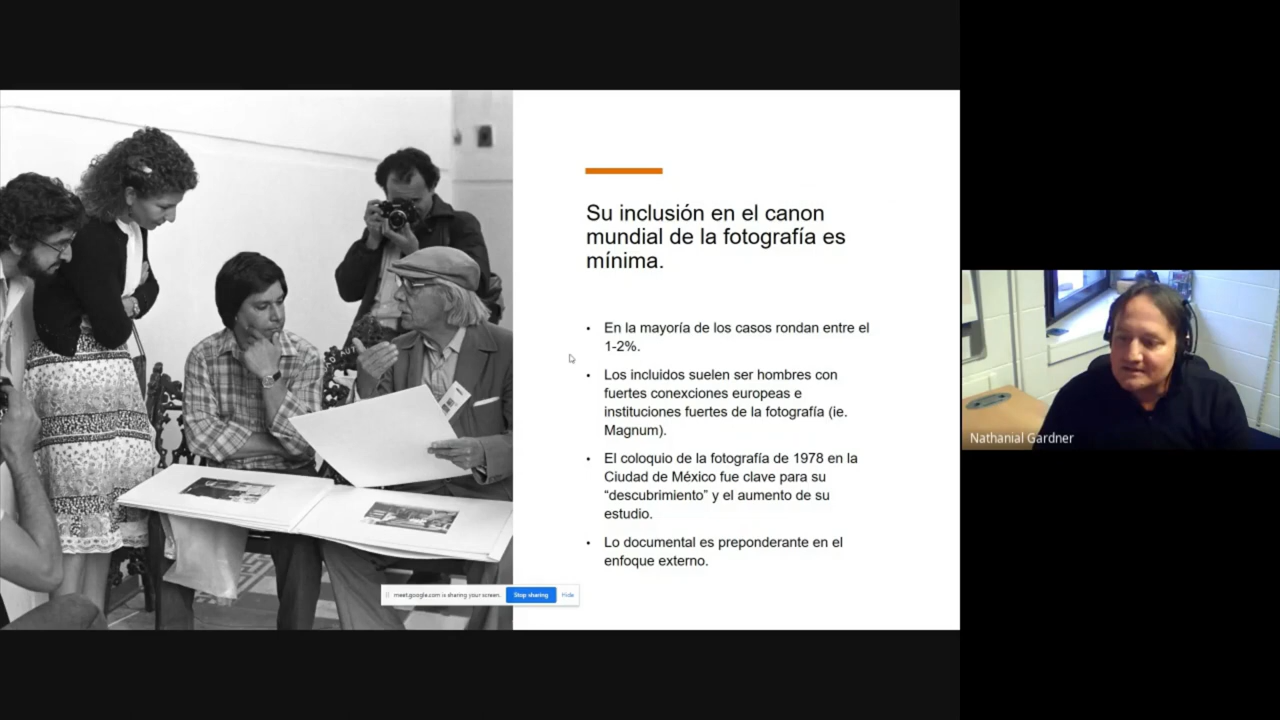 Su inclusión en el canon
mundial de la fotografía es
mínima.
• En la mayoría de los casos rondan entre el
1-2%.
• Los incluidos suelen ser hombres con
fuertes conexiones europeas e
instituciones fuertes de la fotografía (ie.
Magnum).
• El coloquio de la fotografía de 1978 en la
Ciudad de México fue clave para su
“descubrimiento” y el aumento de su
estudio.
• Lo documental es preponderante en el
enfoque externo.
meet.google.com is sharing your screen. Stop sharing Hide
Nathanial Gardner